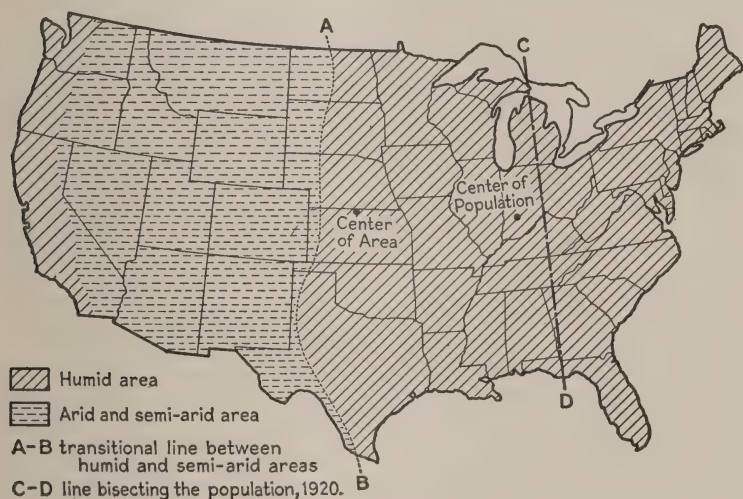 A
C
Center of
Population
Center
of Area
D
B
Humid area
Arid and semi-arid area
A-B transitional line between
humid and semi-arid areas
C-D line bisecting the population, 1920.